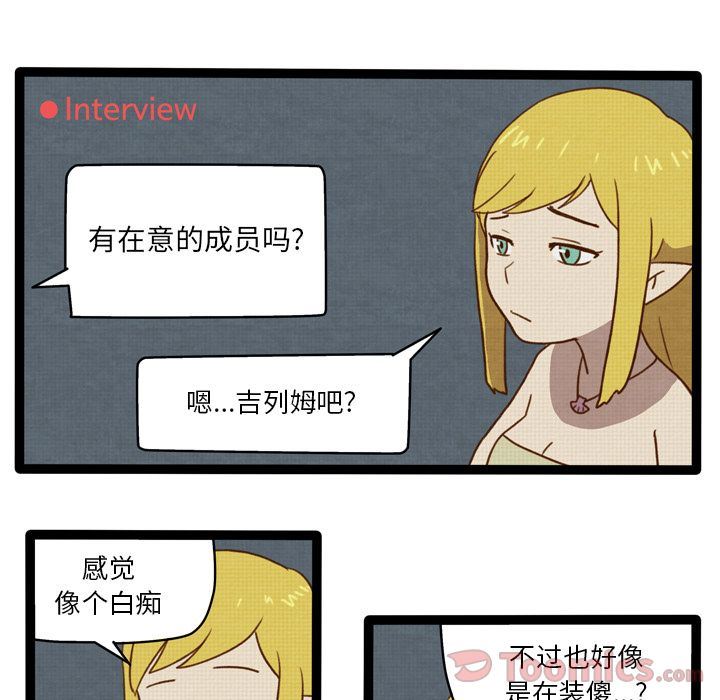 Interview
有在意的成员吗?
嗯...吉列姆吧?
感觉
像个白痴
不过也好像
是在装傻...?
Toomics.com